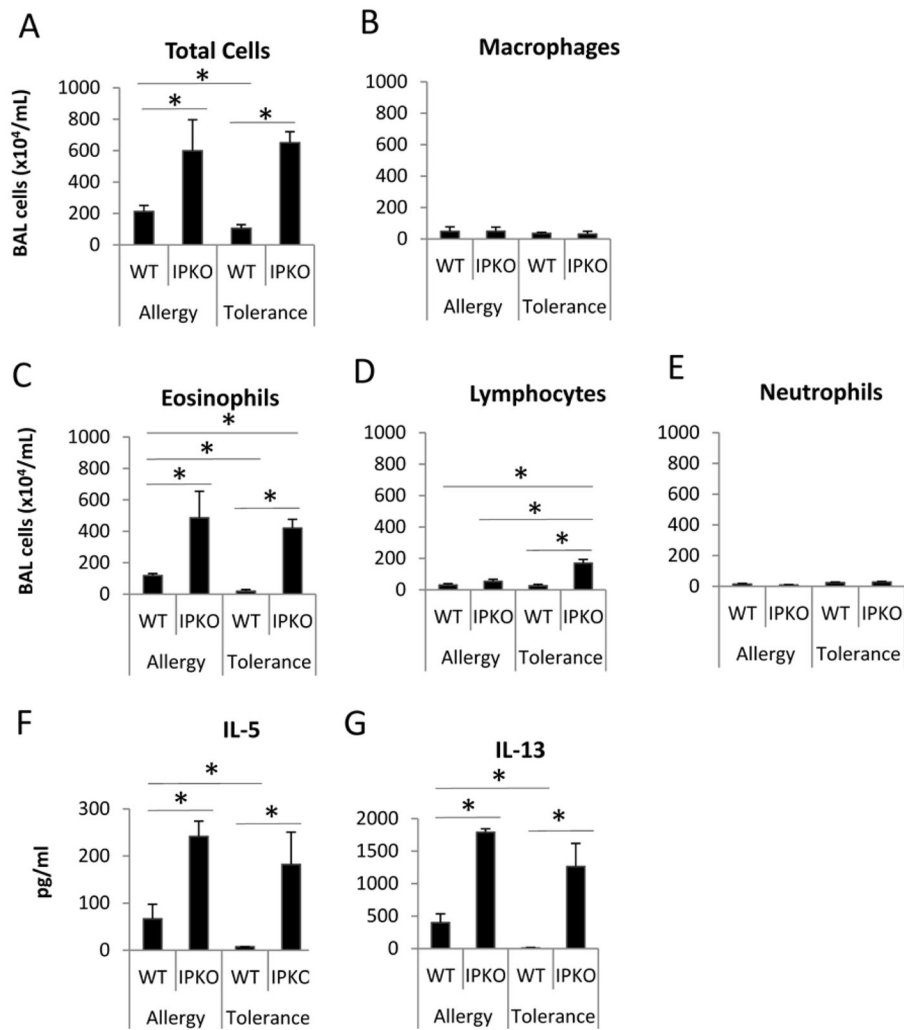 A
Total Cells
BAL cells (x10⁴/mL)
1000
800
600
400
200
0
*
*
*
WT IPKO WT IPKO
Allergy Tolerance
B
Macrophages
1000
800
600
400
200
0
WT IPKO WT IPKO
Allergy Tolerance
C
Eosinophils
BAL cells (x10⁴/mL)
1000
800
600
400
200
0
*
*
*
*
WT IPKO WT IPKO
Allergy Tolerance
D
Lymphocytes
1000
800
600
400
200
0
*
*
*
WT IPKO WT IPKO
Allergy Tolerance
E
Neutrophils
1000
800
600
400
200
0
WT IPKO WT IPKO
Allergy Tolerance
F
IL-5
pg/ml
300
200
100
0
*
*
*
WT IPKO WT IPKC
Allergy Tolerance
G
IL-13
2000
1500
1000
500
0
*
*
*
WT IPKO WT IPKO
Allergy Tolerance